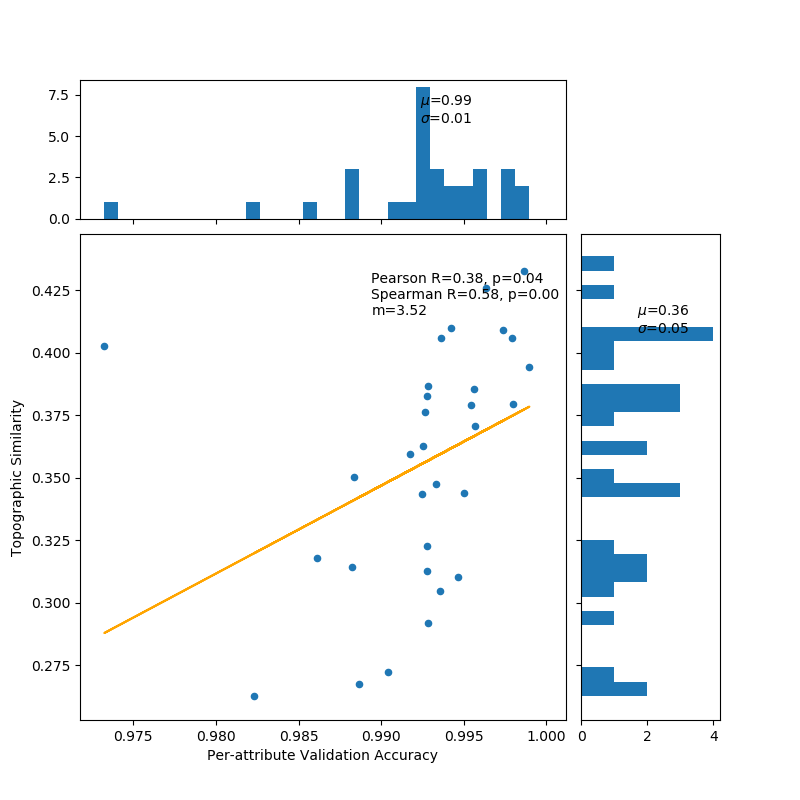 7.5
5.0
2.5
0.0
μ=0.99
σ=0.01
0.425
0.400
0.375
0.350
0.325
0.300
0.275
Topographic Similarity
Pearson R=0.38, p=0.04
Spearman R=0.58, p=0.00
m=3.52
0.975 0.980 0.985 0.990 0.995 1.000
Per-attribute Validation Accuracy
μ=0.36
σ=0.05
0 2 4